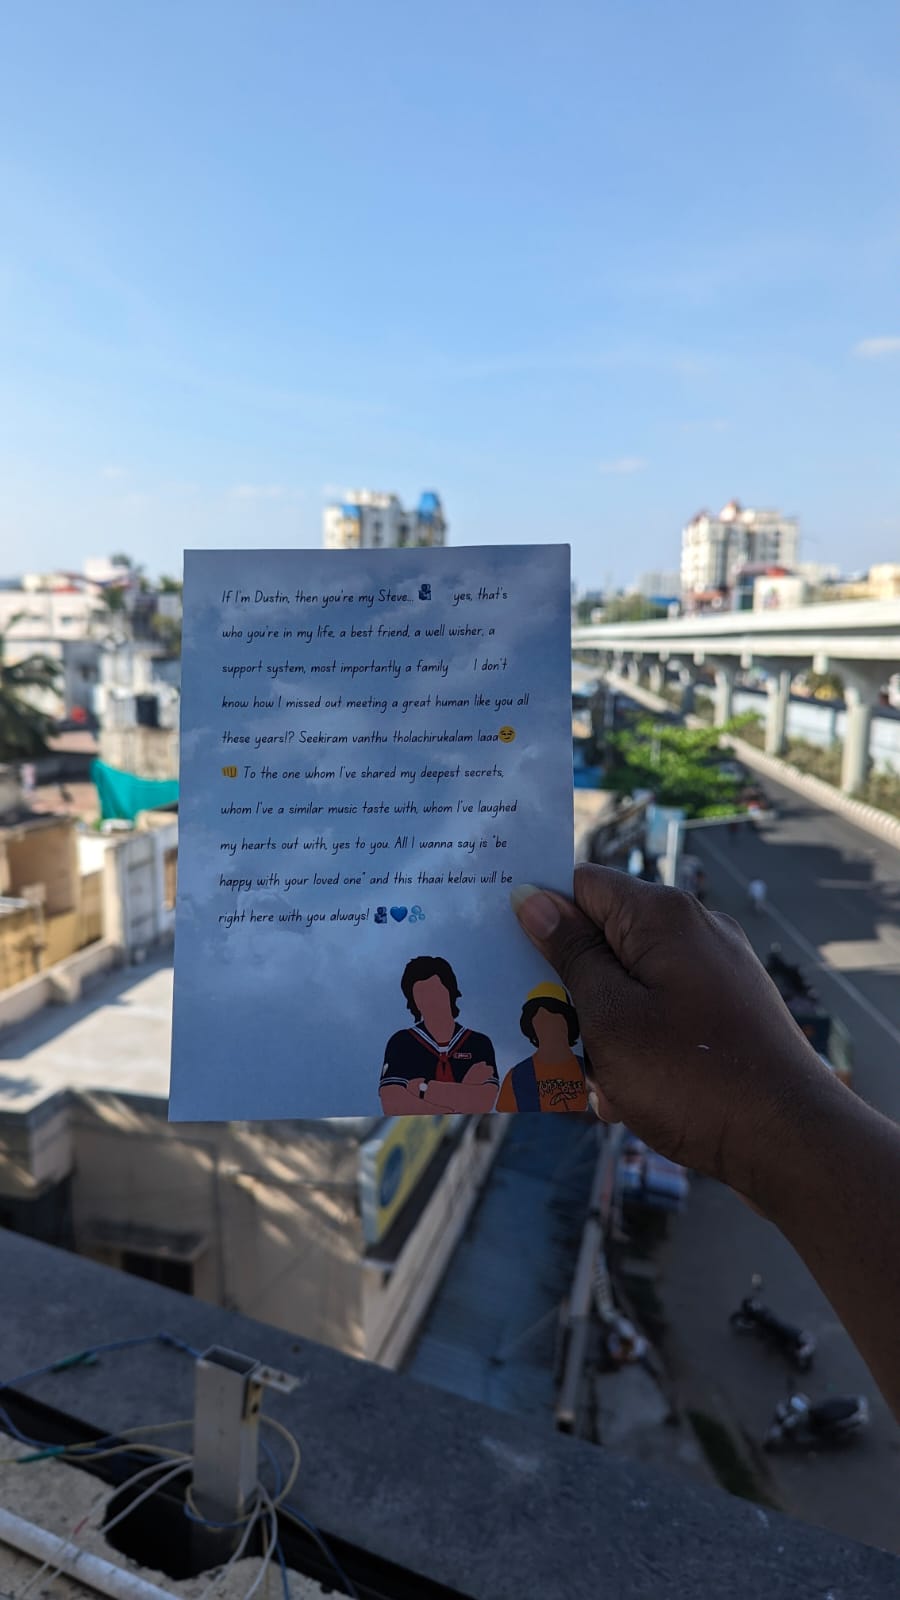 If I'm Dustin, then you're my Steve... 🫂 yes, that's
who you're in my life, a best friend, a well wisher, a
support system, most importantly a family I don't
know how I missed out meeting a great human like you all
these years!? Seekiram vanthu tholachirukalam laaa😏
👊 To the one whom I've shared my deepest secrets,
whom I've a similar music taste with, whom I've laughed
my hearts out with, yes to you. All I wanna say is "be
happy with your loved one" and this thaai kelavi will be
right here with you always! 🫂💙🫧